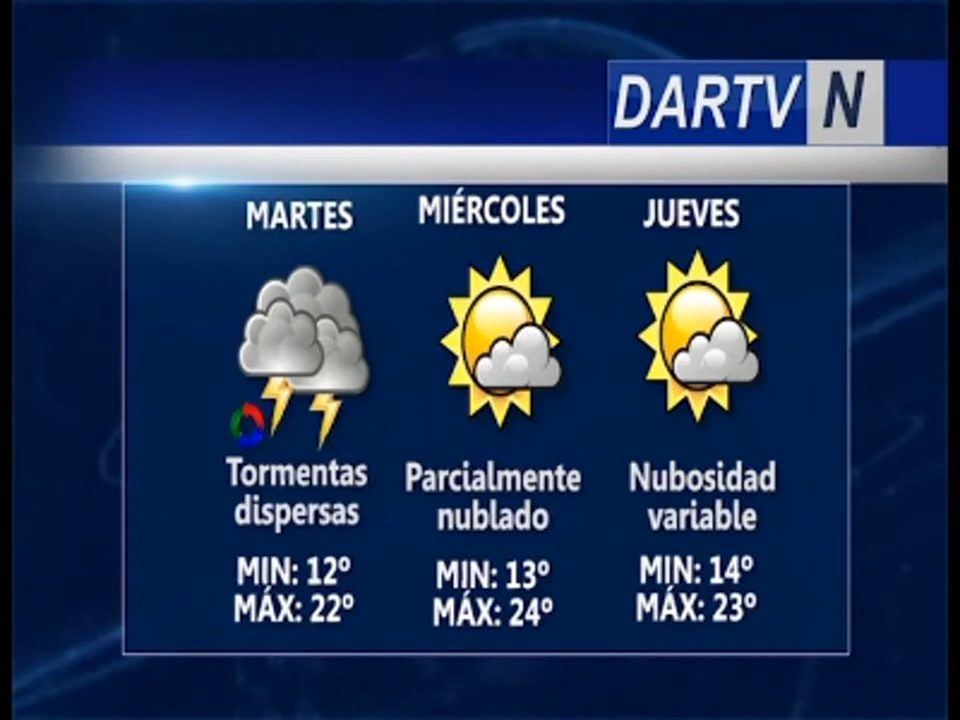 DARTV N
MARTES
MIÉRCOLES
JUEVES
Tormentas
dispersas
Parcialmente
nublado
Nubosidad
variable
MIN: 12º
MÁX: 22º
MIN: 13º
MÁX: 24º
MIN: 14º
MÁX: 23º